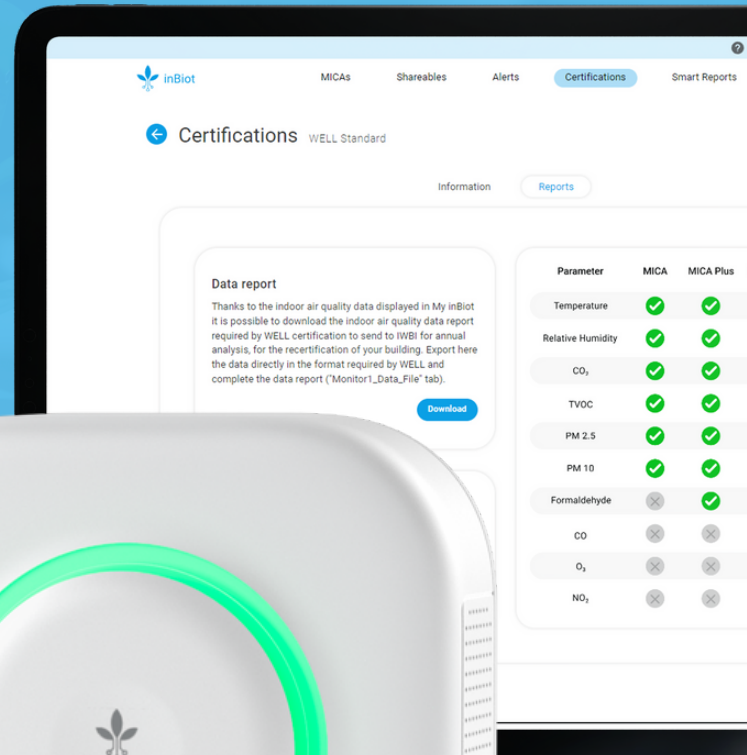 ?
inBiot
MICAs
Shareables
Alerts
Certifications
Smart Reports
Certifications WELL Standard
Information
Reports
Data report
Thanks to the indoor air quality data displayed in My inBiot
it is possible to download the indoor air quality data report
required by WELL certification to send to IWBI for annual
analysis, for the recertification of your building. Export here
the data directly in the format required by WELL and
complete the data report ("Monitor1_Data_File" tab).
Download
Parameter MICA MICA Plus
Temperature
Relative Humidity
CO₂
TVOC
PM 2.5
PM 10
Formaldehyde
CO
O₃
NO₂